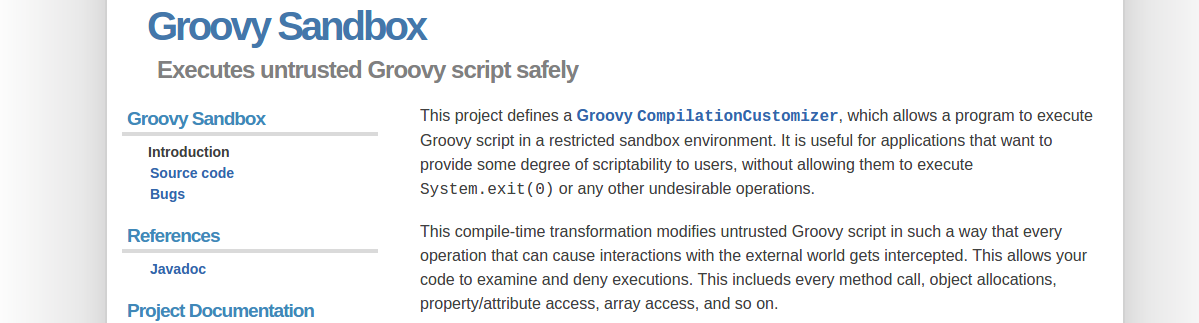 Groovy Sandbox
Executes untrusted Groovy script safely
Groovy Sandbox
Introduction
Source code
Bugs
References
Javadoc
Project Documentation
This project defines a Groovy CompilationCustomizer, which allows a program to execute
Groovy script in a restricted sandbox environment. It is useful for applications that want to
provide some degree of scriptability to users, without allowing them to execute
System.exit(0) or any other undesirable operations.
This compile-time transformation modifies untrusted Groovy script in such a way that every
operation that can cause interactions with the external world gets intercepted. This allows your
code to examine and deny executions. This inclueds every method call, object allocations,
property/attribute access, array access, and so on.